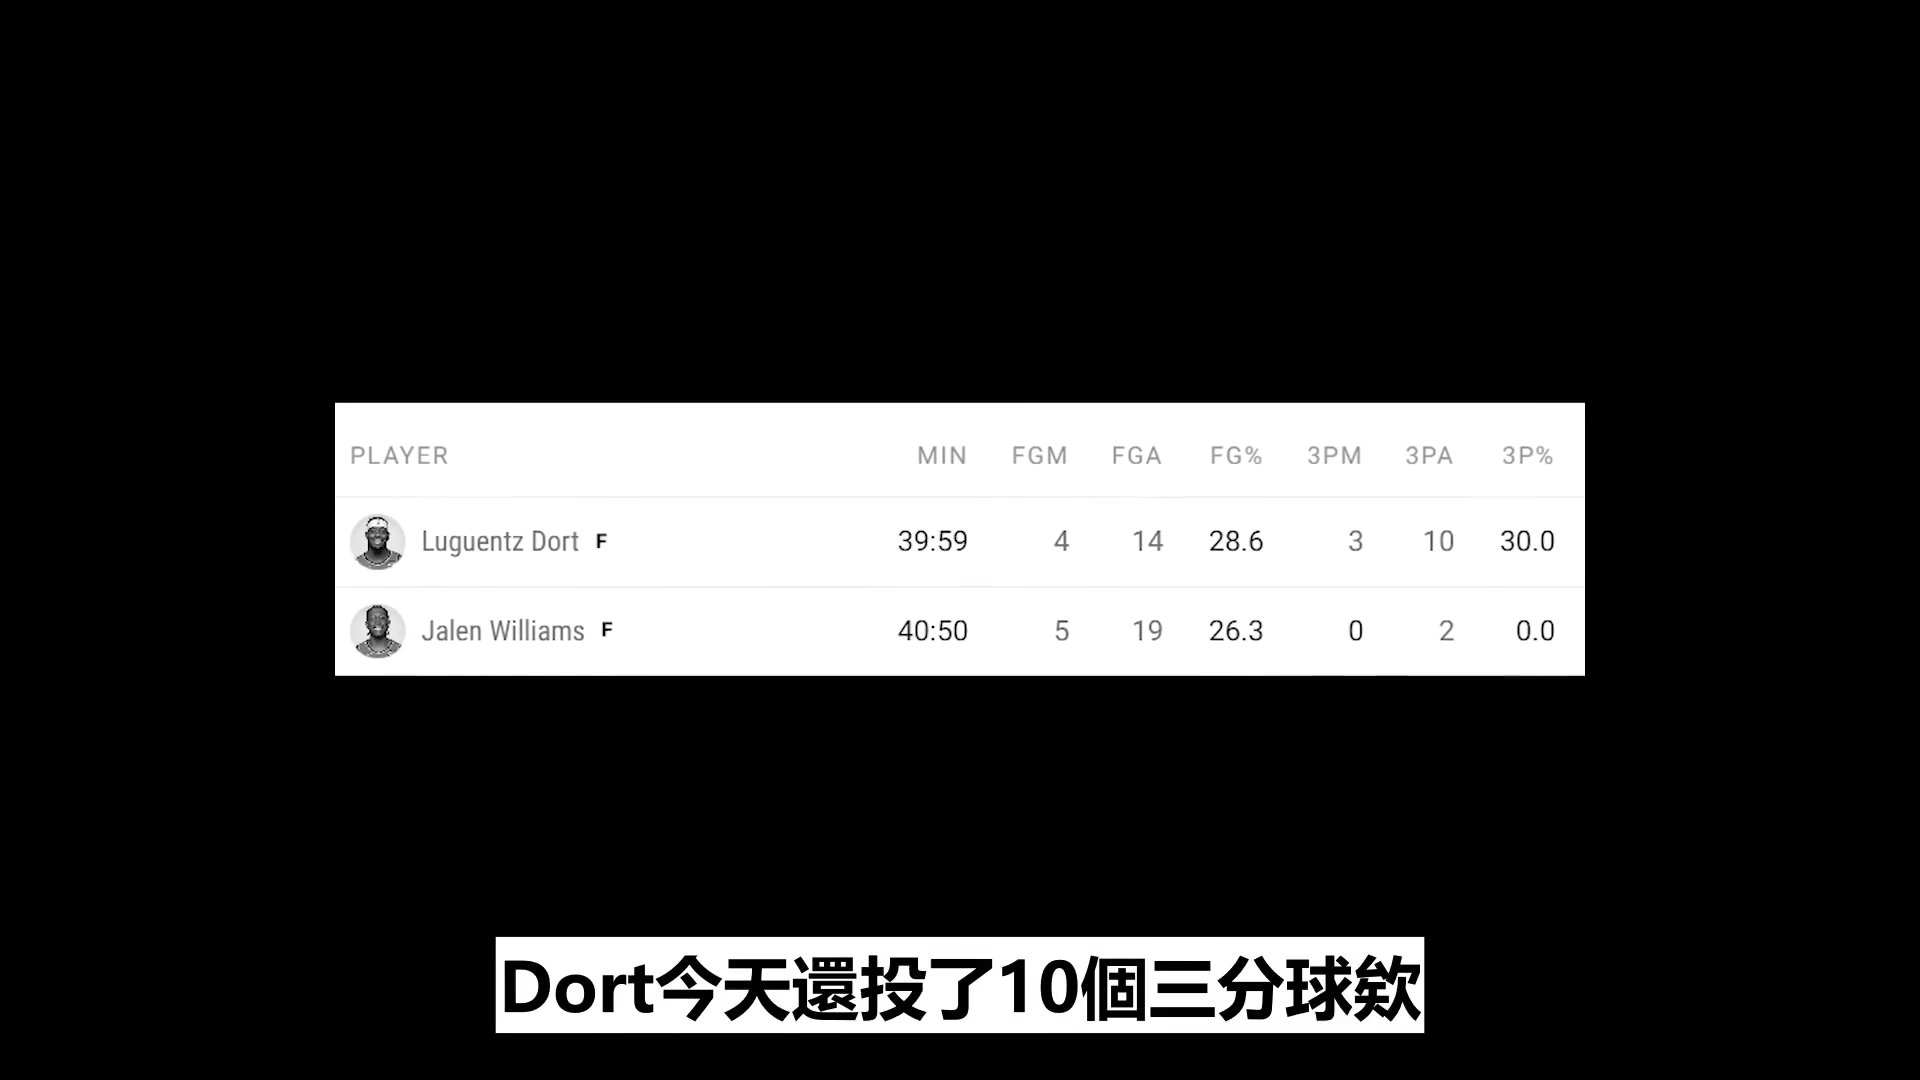 PLAYER MIN FGM FGA FG% 3PM 3PA 3P%
Luguentz Dort F 39:59 4 14 28.6 3 10 30.0
Jalen Williams F 40:50 5 19 26.3 0 2 0.0
Dort今天還投了10個三分球欸